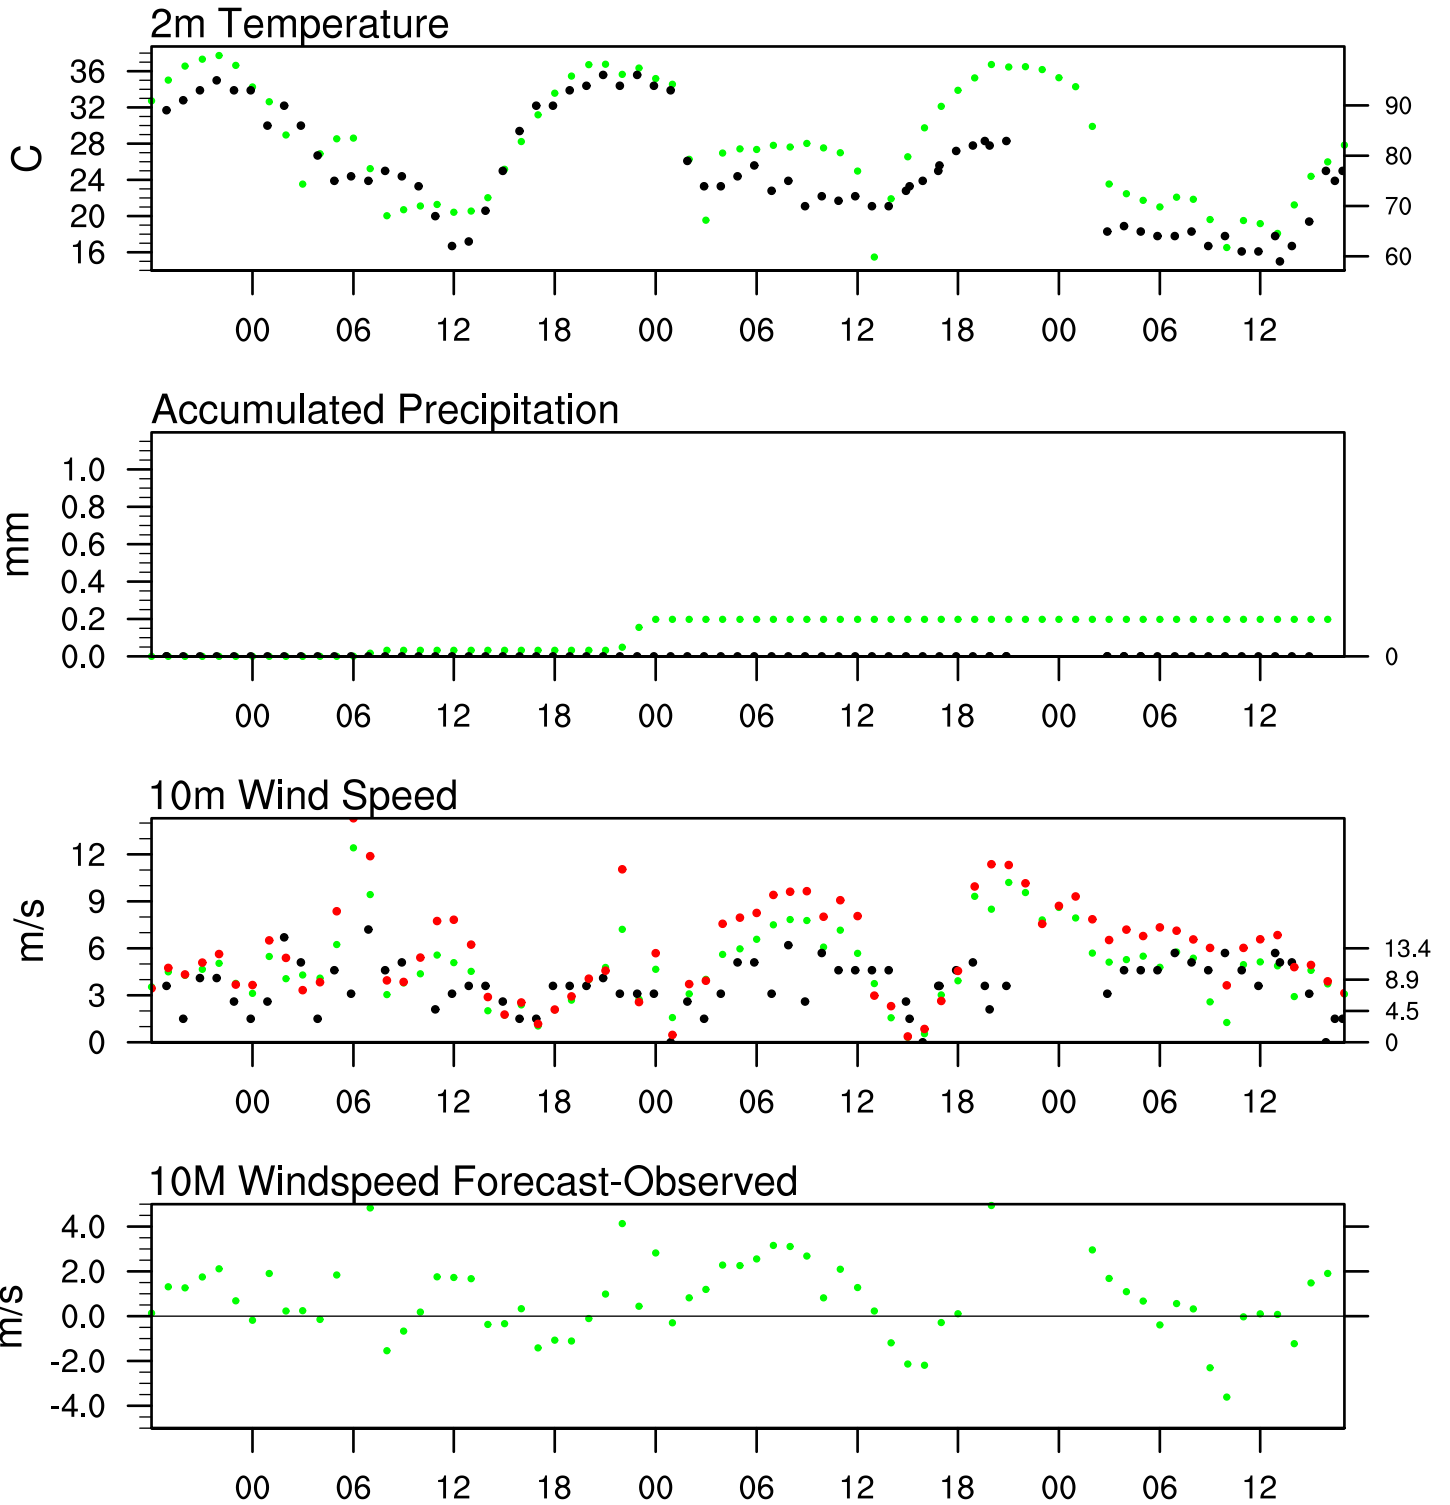 2m Temperature
C
36
32
28
24
20
16
90
80
70
60
00 06 12 18 00 06 12 18 00 06 12
Accumulated Precipitation
mm
1.0
0.8
0.6
0.4
0.2
0.0
0
00 06 12 18 00 06 12 18 00 06 12
10m Wind Speed
m/s
12
9
6
3
0
13.4
8.9
4.5
0
00 06 12 18 00 06 12 18 00 06 12
10M Windspeed Forecast-Observed
m/s
4.0
2.0
0.0
-2.0
-4.0
00 06 12 18 00 06 12 18 00 06 12